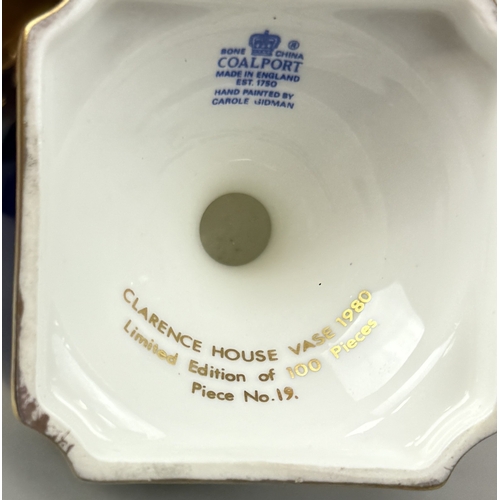 BONE CHINA ®
COALPORT
MADE IN ENGLAND
EST. 1750
HAND PAINTED BY
CAROLE GIDMAN
CLARENCE HOUSE VASE 1980
Limited Edition of 100 Pieces
Piece No. 19.